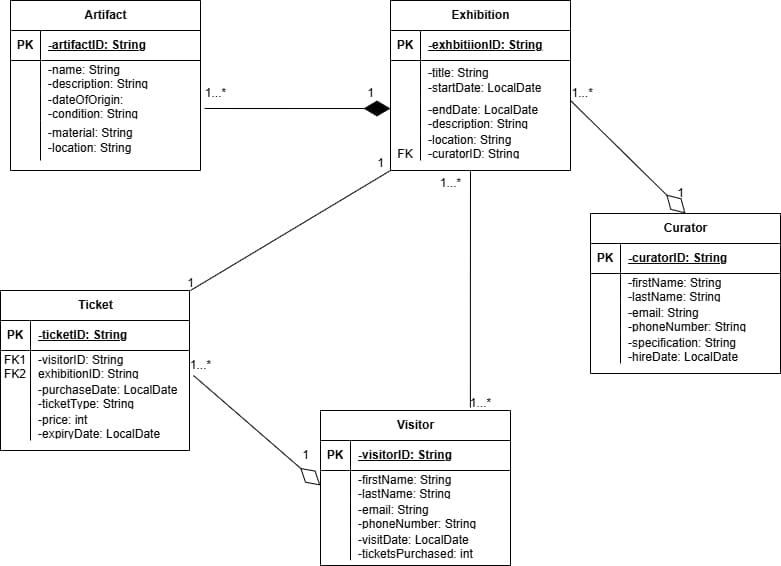 Artifact
PK -artifactID: String
-name: String
-description: String
-dateOfOrigin:
-condition: String
-material: String
-location: String
1...*
1
Exhibition
PK -exhbitiionID: String
-title: String
-startDate: LocalDate
-endDate: LocalDate
-description: String
-location: String
FK -curatorID: String
1...*
1
1
1...*
1
Curator
PK -curatorID: String
-firstName: String
-lastName: String
-email: String
-phoneNumber: String
-specification: String
-hireDate: LocalDate
Ticket
PK -ticketID: String
FK1 -visitorID: String
FK2 exhibitionID: String
-purchaseDate: LocalDate
-ticketType: String
-price: int
-expiryDate: LocalDate
1...*
1
1...*
Visitor
PK -visitorID: String
-firstName: String
-lastName: String
-email: String
-phoneNumber: String
-visitDate: LocalDate
-ticketsPurchased: int